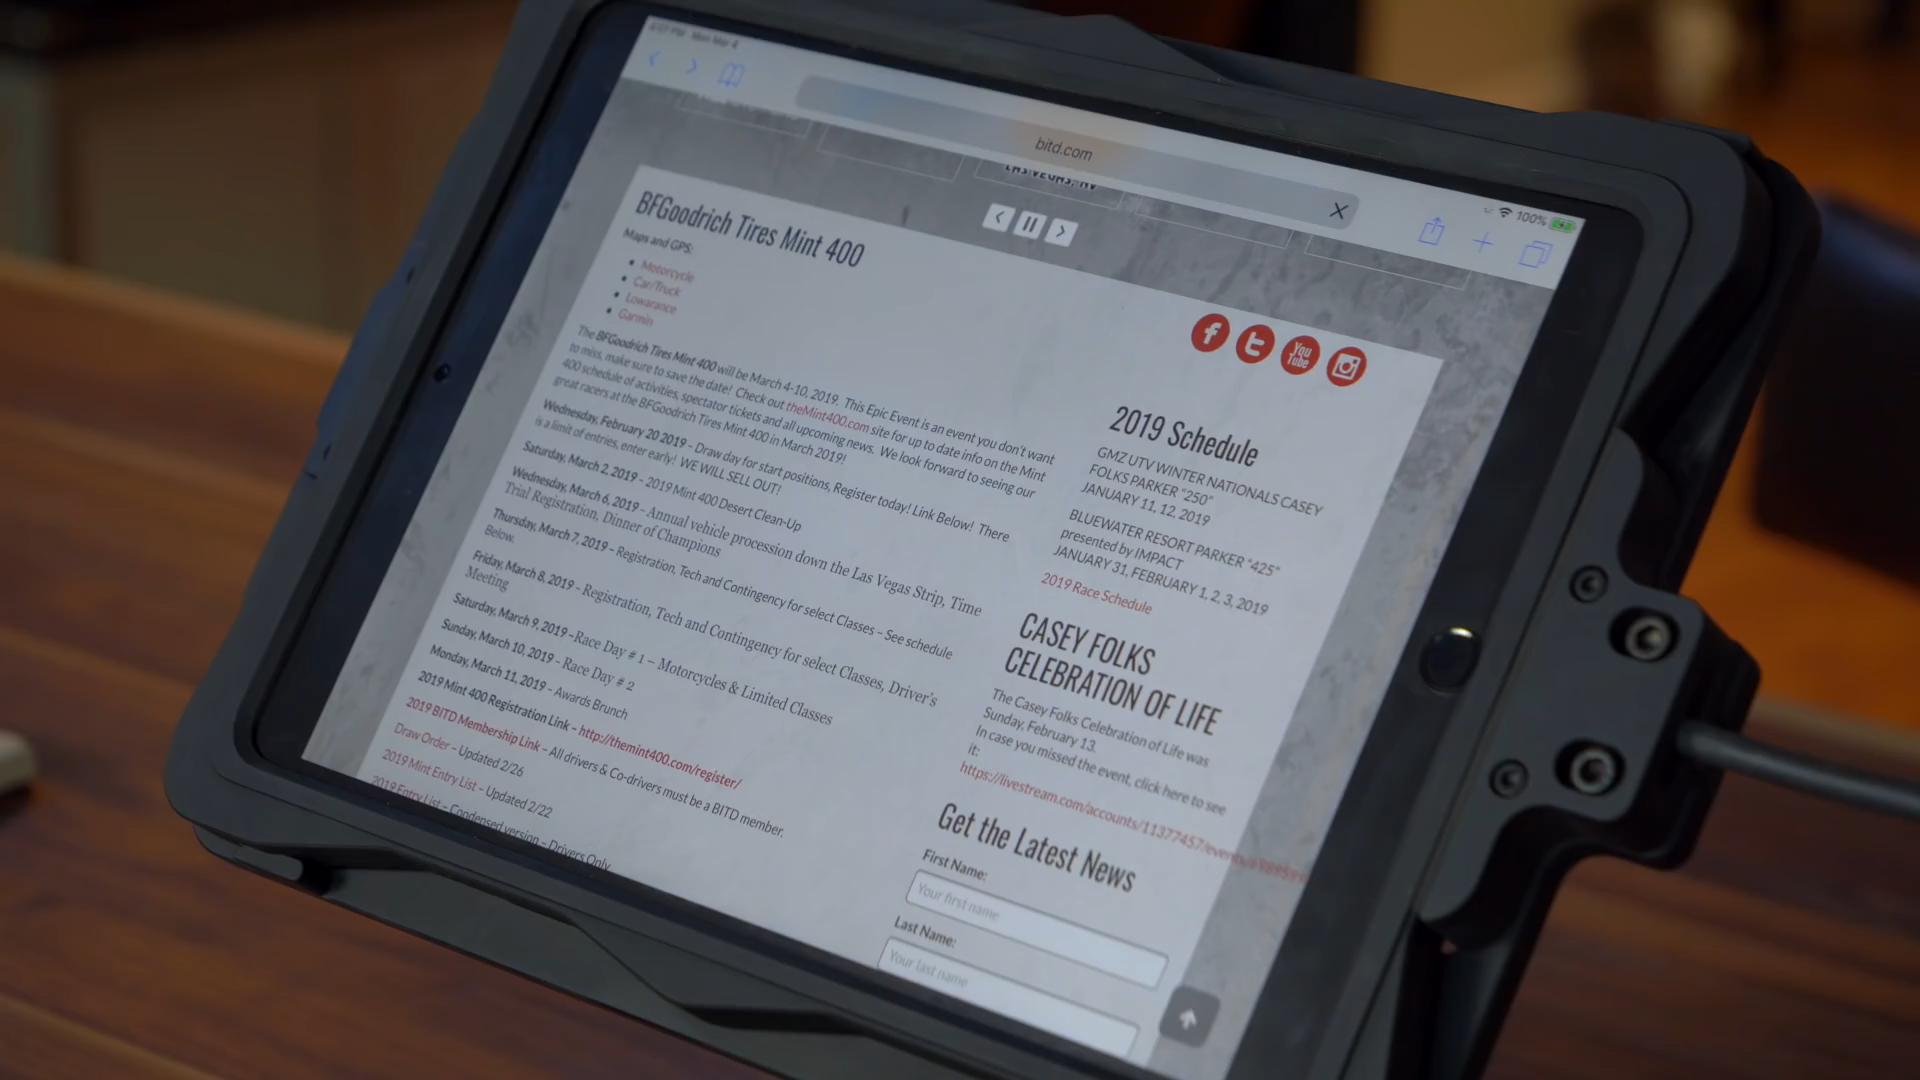 Mon Mar 4
100%
bitd.com
LAS VEGAS, NV
BFGoodrich Tires Mint 400
Maps and GPS:
Motorcycle
Car/Truck
Lowarance
Garmin
The BFGoodrich Tires Mint 400 will be March 4-10, 2019. This Epic Event is an event you don't want
to miss, make sure to save the date! Check out theMint400.com site for up to date info on the Mint
400 schedule of activities, spectator tickets and all upcoming news. We look forward to seeing our
great racers at the BFGoodrich Tires Mint 400 in March 2019!
Wednesday, February 20 2019 – Draw day for start positions, Register today! Link Below! There
is a limit of entries, enter early! WE WILL SELL OUT!
Saturday, March 2, 2019 – 2019 Mint 400 Desert Clean-Up
Wednesday, March 6, 2019 – Annual vehicle procession down the Las Vegas Strip, Time
Trial Registration, Dinner of Champions
Thursday, March 7, 2019 – Registration, Tech and Contingency for select Classes – See schedule
Below.
Friday, March 8, 2019 – Registration, Tech and Contingency for select Classes, Driver's
Meeting
Saturday, March 9, 2019 –Race Day # 1 – Motorcycles & Limited Classes
Sunday, March 10, 2019 – Race Day # 2
Monday, March 11, 2019 – Awards Brunch
2019 Mint 400 Registration Link – http://themint400.com/register/
2019 BITD Membership Link – All drivers & Co-drivers must be a BITD member.
Draw Order – Updated 2/26
2019 Mint Entry List – Updated 2/22
2019 Entry List – Condensed version – Drivers Only
You
Tube
2019 Schedule
GMZ UTV WINTER NATIONALS CASEY
FOLKS PARKER "250"
JANUARY 11, 12. 2019
BLUEWATER RESORT PARKER "425"
presented by IMPACT
JANUARY 31, FEBRUARY 1, 2, 3, 2019
2019 Race Schedule
CASEY FOLKS
CELEBRATION OF LIFE
The Casey Folks Celebration of Life was
Sunday, February 13.
In case you missed the event, click here to see
it:
https://livestream.com/accounts/11377457/events/
Get the Latest News
First Name:
Your first name
Last Name:
Your last name